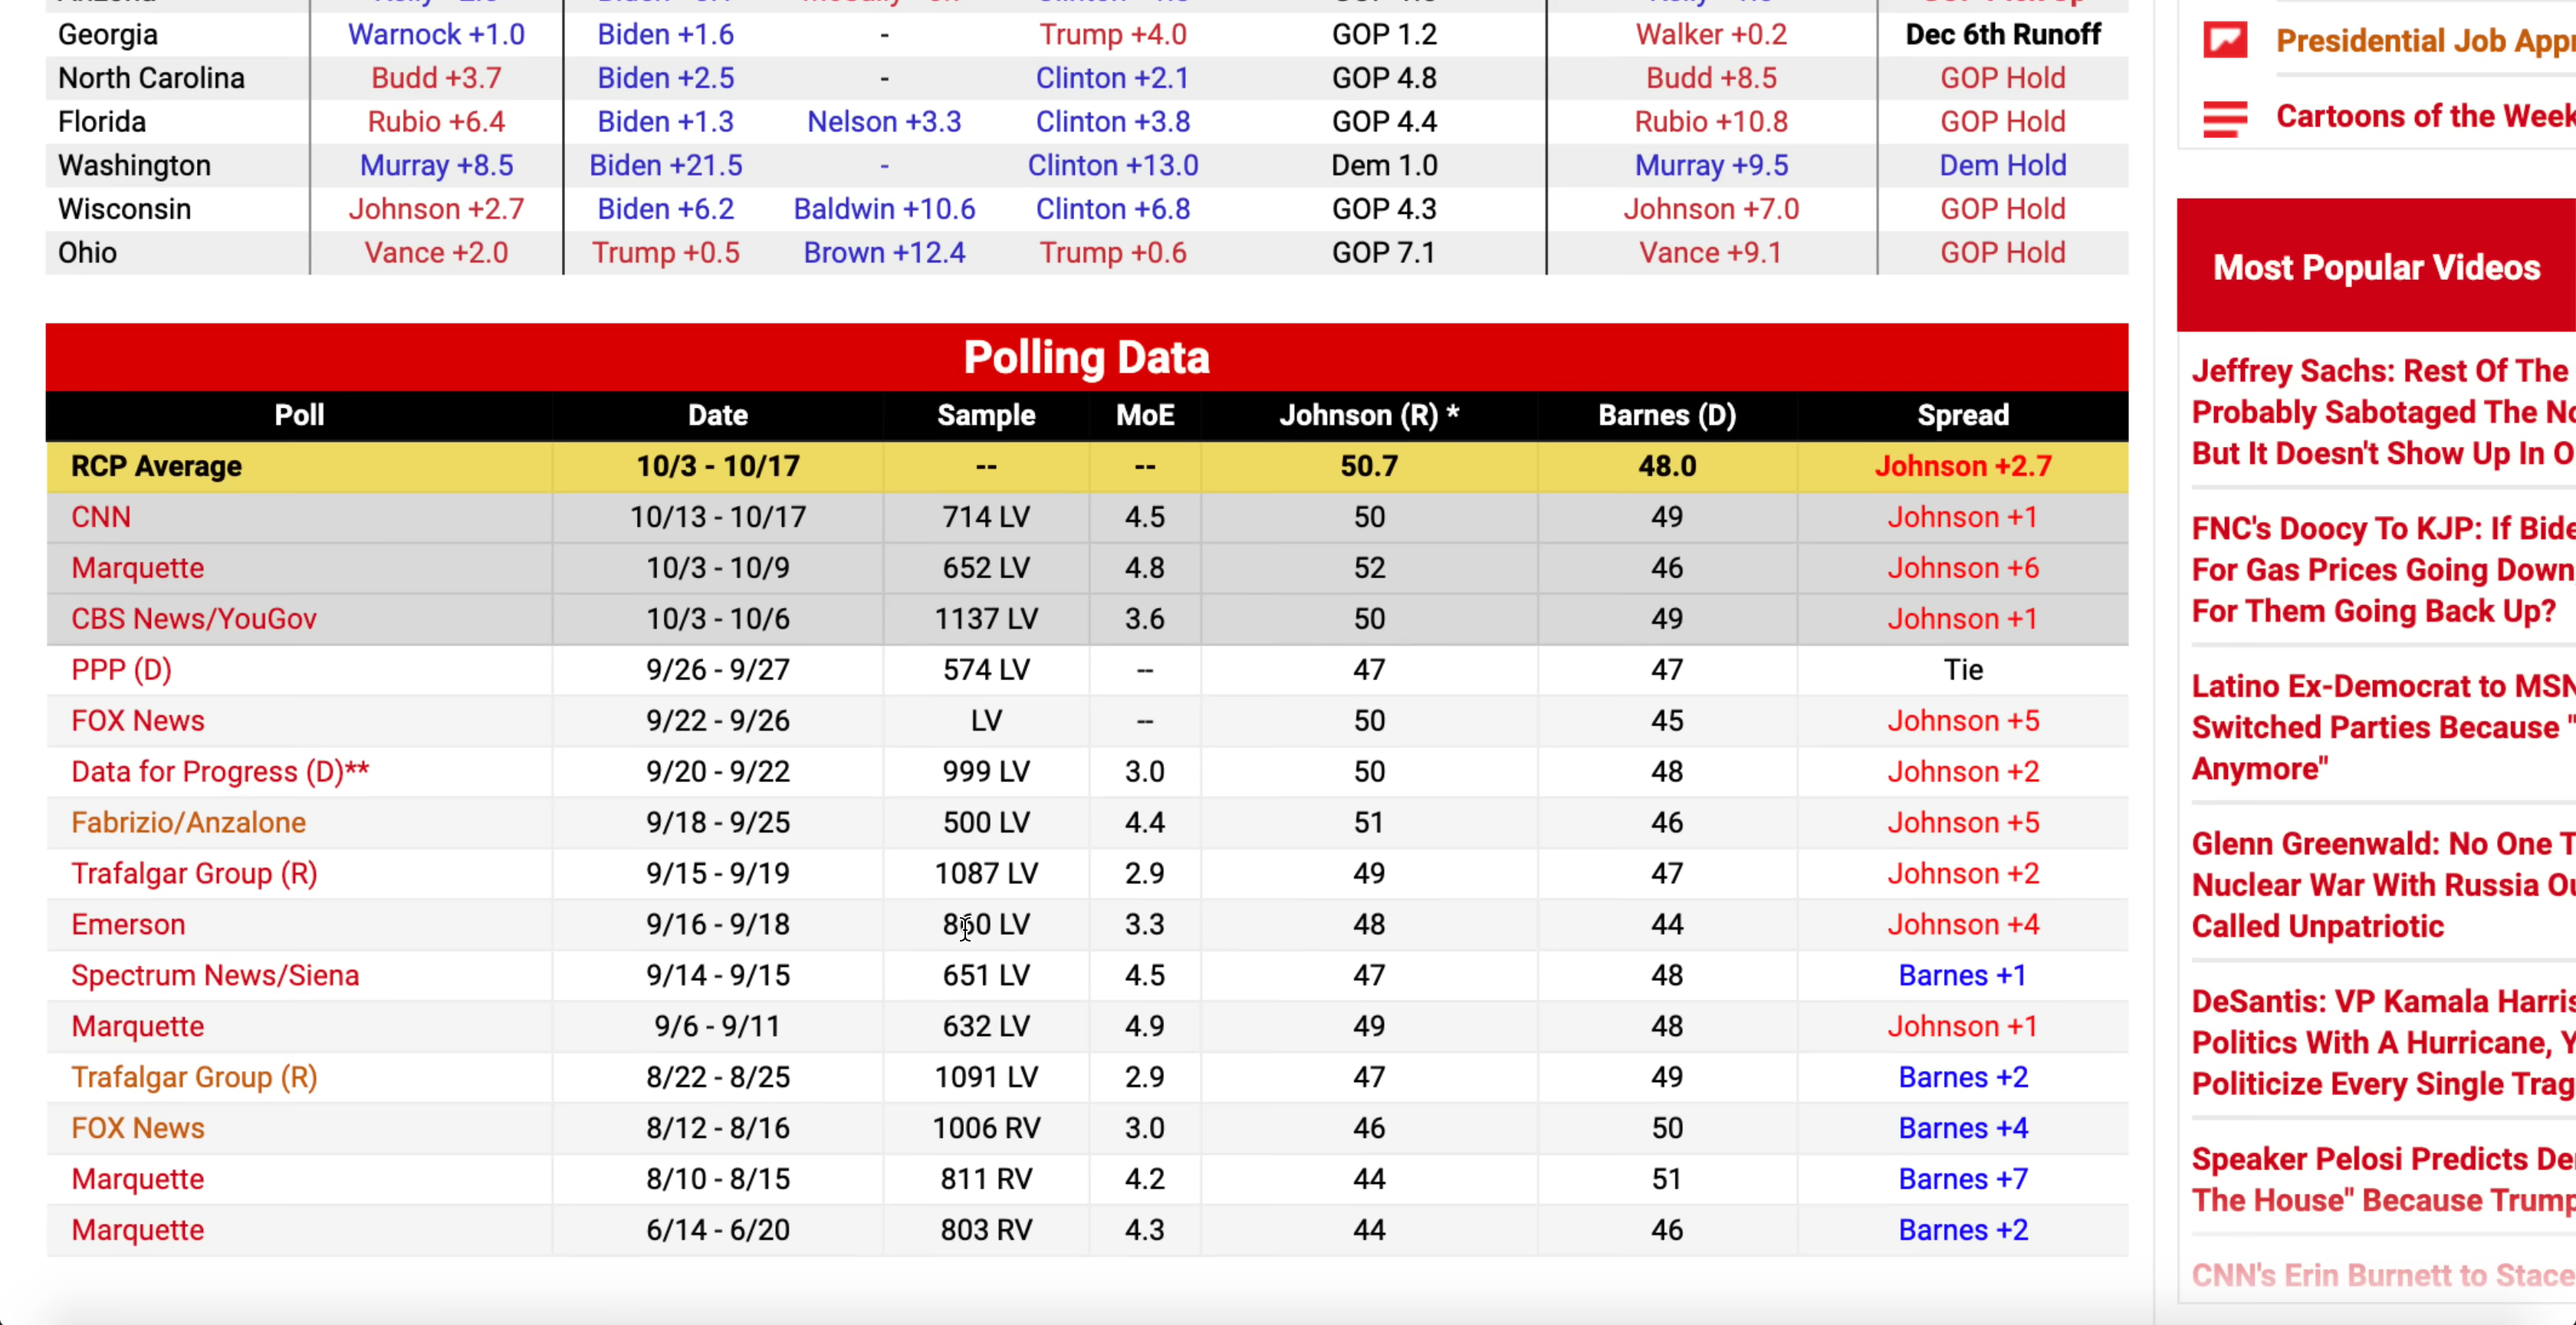 Georgia Warnock +1.0 Biden +1.6 - Trump +4.0 GOP 1.2 Walker +0.2 Dec 6th Runoff
North Carolina Budd +3.7 Biden +2.5 - Clinton +2.1 GOP 4.8 Budd +8.5 GOP Hold
Florida Rubio +6.4 Biden +1.3 Nelson +3.3 Clinton +3.8 GOP 4.4 Rubio +10.8 GOP Hold
Washington Murray +8.5 Biden +21.5 - Clinton +13.0 Dem 1.0 Murray +9.5 Dem Hold
Wisconsin Johnson +2.7 Biden +6.2 Baldwin +10.6 Clinton +6.8 GOP 4.3 Johnson +7.0 GOP Hold
Ohio Vance +2.0 Trump +0.5 Brown +12.4 Trump +0.6 GOP 7.1 Vance +9.1 GOP Hold
Polling Data
Poll Date Sample MoE Johnson (R) * Barnes (D) Spread
RCP Average 10/3 - 10/17 -- -- 50.7 48.0 Johnson +2.7
CNN 10/13 - 10/17 714 LV 4.5 50 49 Johnson +1
Marquette 10/3 - 10/9 652 LV 4.8 52 46 Johnson +6
CBS News/YouGov 10/3 - 10/6 1137 LV 3.6 50 49 Johnson +1
PPP (D) 9/26 - 9/27 574 LV -- 47 47 Tie
FOX News 9/22 - 9/26 LV -- 50 45 Johnson +5
Data for Progress (D)** 9/20 - 9/22 999 LV 3.0 50 48 Johnson +2
Fabrizio/Anzalone 9/18 - 9/25 500 LV 4.4 51 46 Johnson +5
Trafalgar Group (R) 9/15 - 9/19 1087 LV 2.9 49 47 Johnson +2
Emerson 9/16 - 9/18 860 LV 3.3 48 44 Johnson +4
Spectrum News/Siena 9/14 - 9/15 651 LV 4.5 47 48 Barnes +1
Marquette 9/6 - 9/11 632 LV 4.9 49 48 Johnson +1
Trafalgar Group (R) 8/22 - 8/25 1091 LV 2.9 47 49 Barnes +2
FOX News 8/12 - 8/16 1006 RV 3.0 46 50 Barnes +4
Marquette 8/10 - 8/15 811 RV 4.2 44 51 Barnes +7
Marquette 6/14 - 6/20 803 RV 4.3 44 46 Barnes +2
Presidential Job
Cartoons of the Week
Most Popular Videos
Jeffrey Sachs: Rest Of The
Probably Sabotaged The
But It Doesn't Show Up In
FNC's Doocy To KJP: If
For Gas Prices Going Down
For Them Going Back Up?
Latino Ex-Democrat to
Switched Parties Because "
Anymore"
Glenn Greenwald: No One
Nuclear War With Russia
Called Unpatriotic
DeSantis: VP Kamala
Politics With A Hurricane,
Politicize Every Single
Speaker Pelosi Predicts
The House" Because
CNN's Erin Burnett to